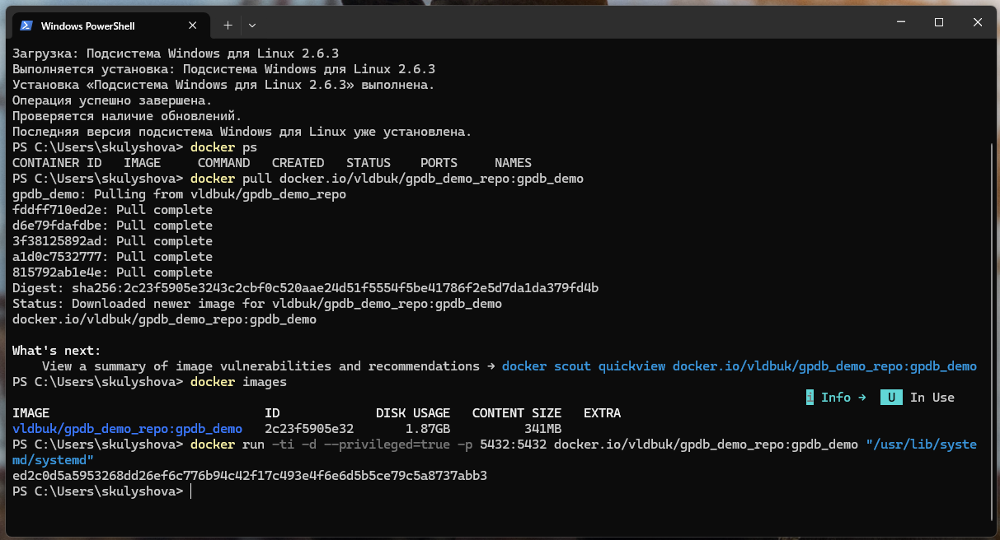 Windows PowerShell
Загрузка: Подсистема Windows для Linux 2.6.3
Выполняется установка: Подсистема Windows для Linux 2.6.3
Установка «Подсистема Windows для Linux 2.6.3» выполнена.
Операция успешно завершена.
Проверяется наличие обновлений.
Последняя версия подсистема Windows для Linux уже установлена.
PS C:\Users\skulyshova> docker ps
CONTAINER ID   IMAGE     COMMAND   CREATED   STATUS    PORTS     NAMES
PS C:\Users\skulyshova> docker pull docker.io/vldbuk/gpdb_demo_repo:gpdb_demo
gpdb_demo: Pulling from vldbuk/gpdb_demo_repo
fddff710ed2e: Pull complete
d6e79fdafdbe: Pull complete
3f38125892ad: Pull complete
a1d0c7532777: Pull complete
815792ab1e4e: Pull complete
Digest: sha256:2c23f5905e3243c2cbf0c520aae24d51f5554f5be41786f2e5d7da1da379fd4b
Status: Downloaded newer image for vldbuk/gpdb_demo_repo:gpdb_demo
docker.io/vldbuk/gpdb_demo_repo:gpdb_demo
What's next:
    View a summary of image vulnerabilities and recommendations → docker scout quickview docker.io/vldbuk/gpdb_demo_repo:gpdb_demo
PS C:\Users\skulyshova> docker images
i Info →   U  In Use
IMAGE                             ID             DISK USAGE   CONTENT SIZE   EXTRA
vldbuk/gpdb_demo_repo:gpdb_demo   2c23f5905e32       1.87GB          341MB
PS C:\Users\skulyshova> docker run -ti -d --privileged=true -p 5432:5432 docker.io/vldbuk/gpdb_demo_repo:gpdb_demo "/usr/lib/syste
md/systemd"
ed2c0d5a5953268dd26ef6c776b94c42f17c493e4f6e6d5b5ce79c5a8737abb3
PS C:\Users\skulyshova>